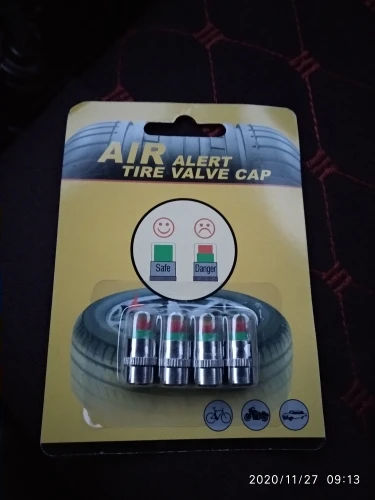 AIR ALERT
TIRE VALVE CAP
Safe
Danger
2020/11/27 09:13